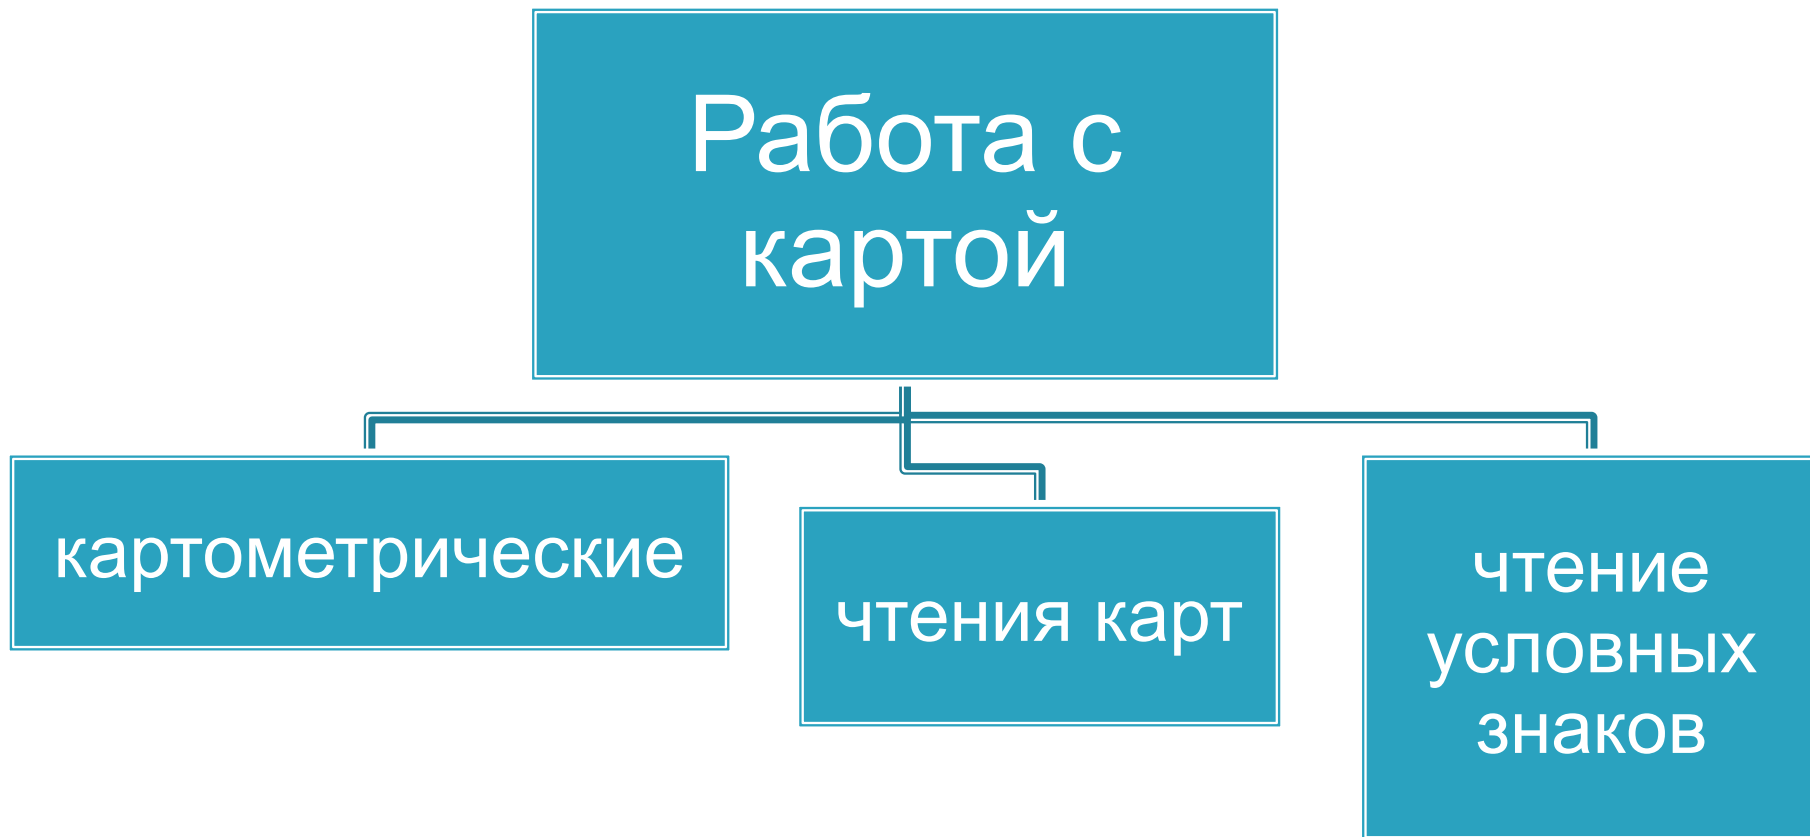 Работа с
картой
картометрические
чтения карт
чтение
условных
знаков